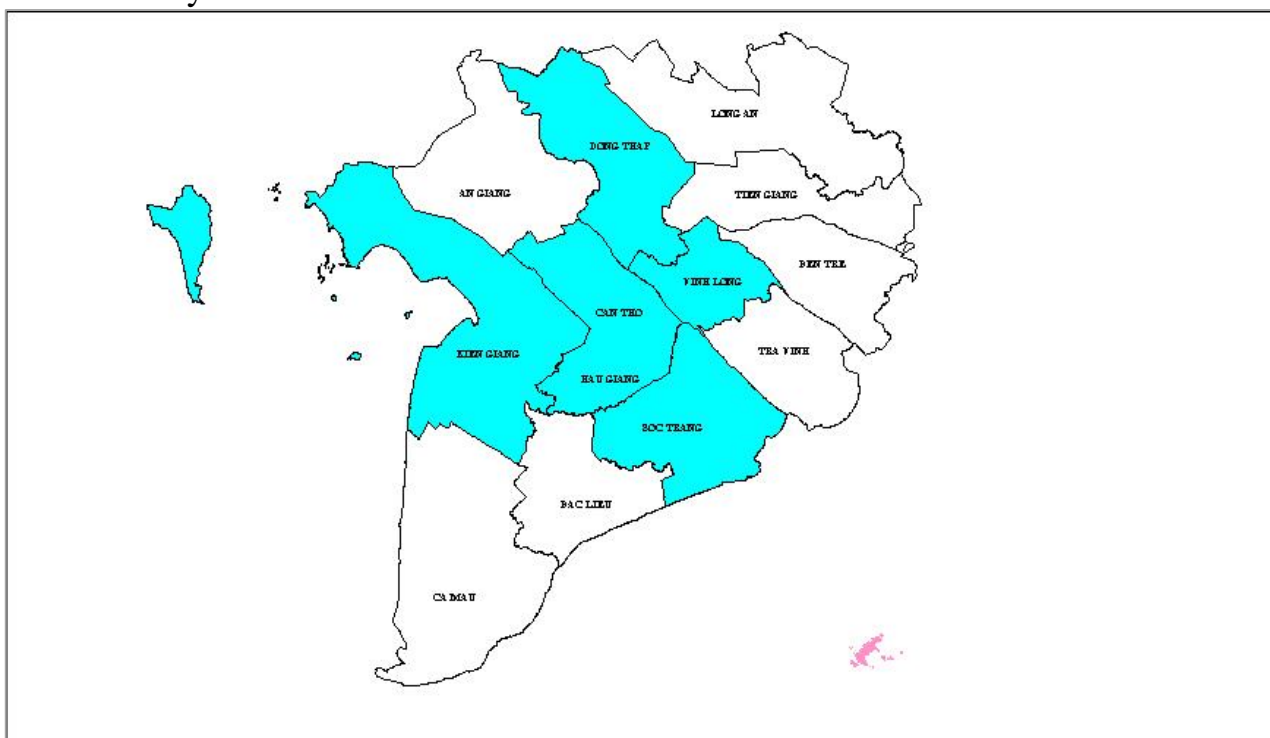 LONG AN
DONG THAP
AN GIANG
TIEN GIANG
BEN TRE
VINH LONG
CAN THO
TRA VINH
KIEN GIANG
HAU GIANG
SOC TRANG
BAC LIEU
CA MAU